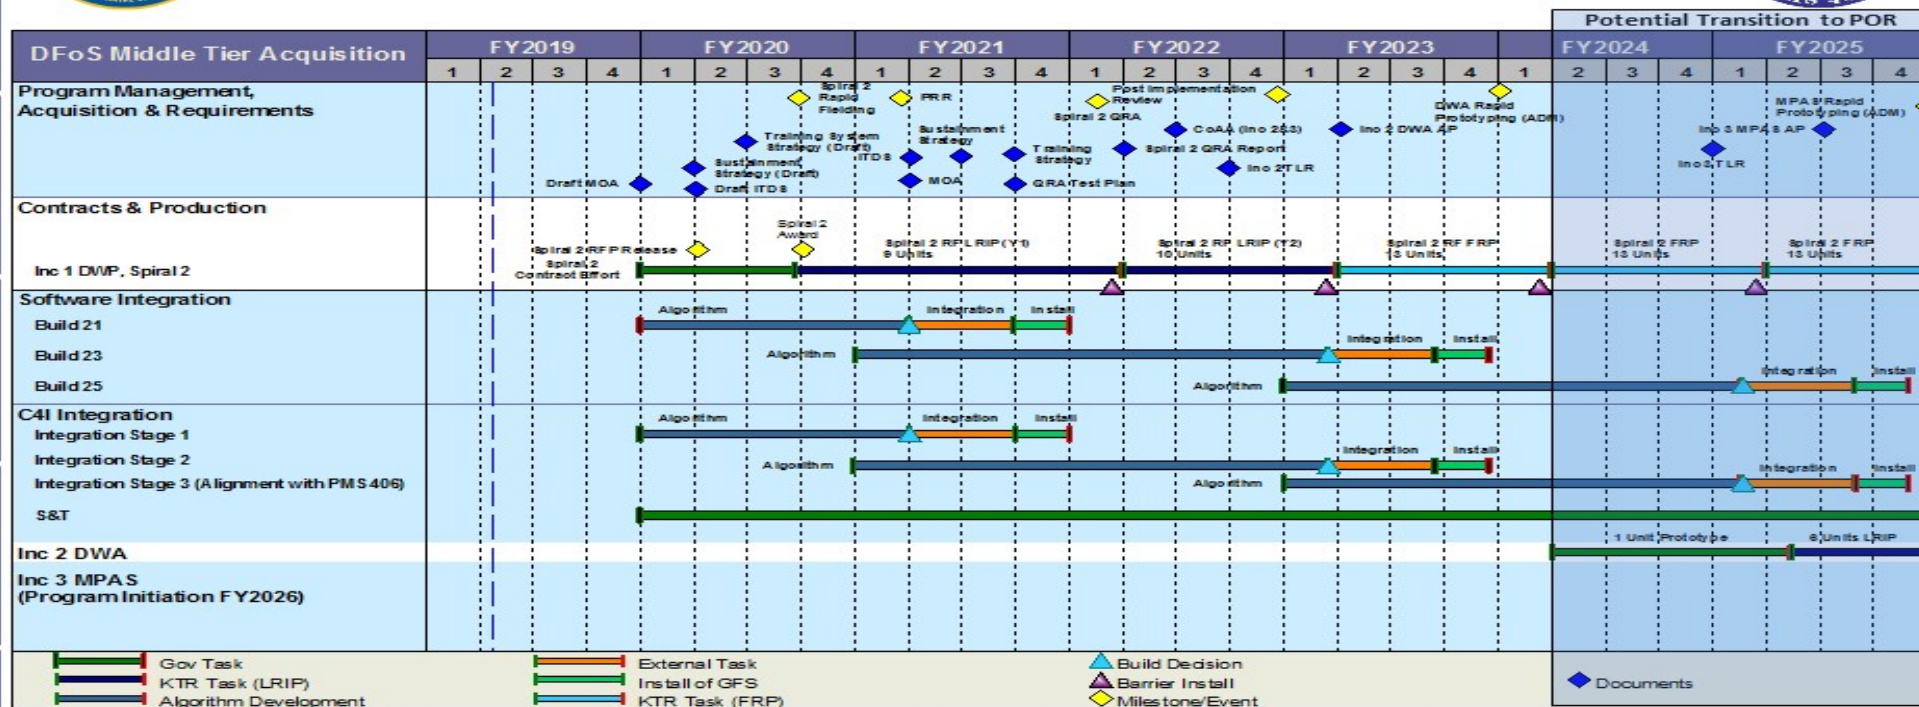 Potential Transition to POR
DFoS Middle Tier Acquisition
FY2019 FY2020 FY2021 FY2022 FY2023 FY2024 FY2025
1 2 3 4 1 2 3 4 1 2 3 4 1 2 3 4 1 2 3 4 1 2 3 4 1 2 3 4
Program Management,
Acquisition & Requirements
Spiral 2
Rapid
Fielding
PRR
Post Implementation
Review
Spiral 2 QRA
DWA Rapid
Prototyping (ADM)
MPAS Rapid
Prototyping (ADM)
Training System
Strategy (Draft)
Sustainment
Strategy
ITDS
CoAA (Inc 2&3)
Inc 2 DWA AP
Inc 3 MPAS AP
Sustainment
Strategy (Draft)
Training
Strategy
Spiral 2 QRA Report
Inc 2 TLR
Inc 3 TLR
Draft MOA
Draft ITDS
MOA
QRA Test Plan
Contracts & Production
Spiral 2 RFP Release
Spiral 2
Award
Spiral 2
Contract Effort
Spiral 2 RP LRIP (Y1)
9 Units
Spiral 2 RP LRIP (Y2)
10 Units
Spiral 2 RF FRP
13 Units
Spiral 2 FRP
13 Units
Spiral 2 FRP
13 Units
Inc 1 DWP, Spiral 2
Software Integration
Build 21
Algorithm Integration Install
Build 23
Algorithm Integration Install
Build 25
Algorithm Integration Install
C4I Integration
Integration Stage 1
Algorithm Integration Install
Integration Stage 2
Algorithm Integration Install
Integration Stage 3 (Alignment with PMS 406)
Algorithm Integration Install
S&T
Inc 2 DWA
1 Unit Prototype 6 Units LRIP
Inc 3 MPAS
(Program Initiation FY2026)
Gov Task External Task Build Decision
KTR Task (LRIP) Install of GFS Barrier Install Documents
Algorithm Development KTR Task (FRP) Milestone/Event